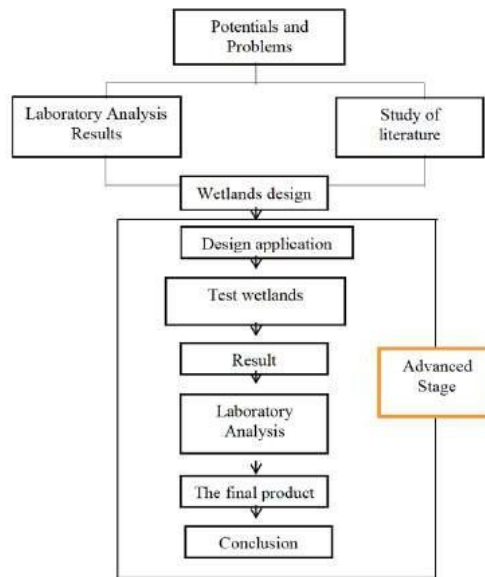 Potentials and
Problems
Laboratory Analysis
Results
Study of
literature
Wetlands design
Design application
Test wetlands
Result
Advanced
Stage
Laboratory
Analysis
The final product
Conclusion